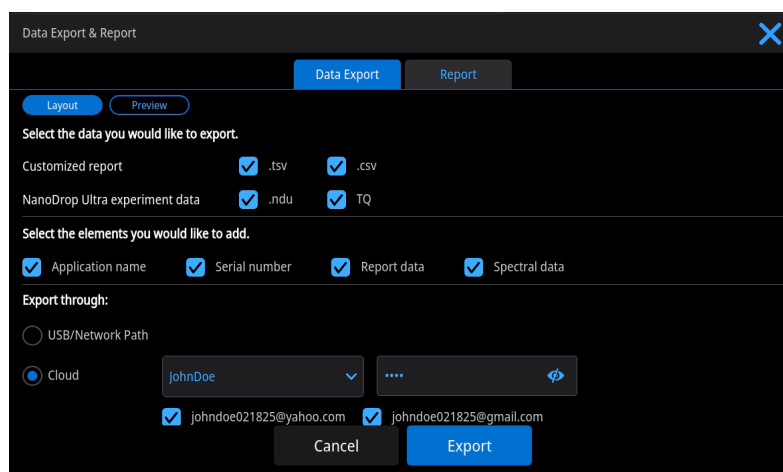 Data Export & Report
Data Export Report
Layout Preview
Select the data you would like to export.
Customized report .tsv .csv
NanoDrop Ultra experiment data .ndu TQ
Select the elements you would like to add.
Application name Serial number Report data Spectral data
Export through:
USB/Network Path
Cloud JohnDoe ••••
johndoe021825@yahoo.com johndoe021825@gmail.com
Cancel Export